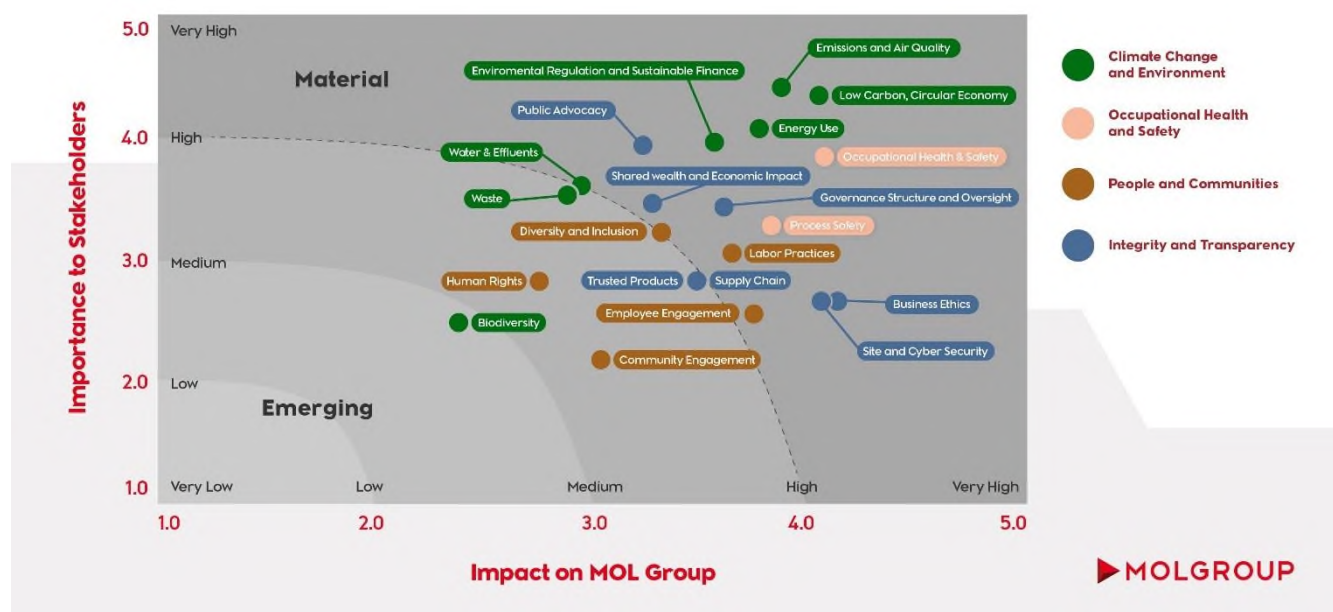 5.0
Very High
Material
Emissions and Air Quality
Enviromental Regulation and Sustainable Finance
Low Carbon, Circular Economy
Public Advocacy
Energy Use
4.0
High
Water & Effluents
Occupational Health & Safety
Shared wealth and Economic Impact
Waste
Governance Structure and Oversight
Diversity and Inclusion
Process Safety
Labor Practices
3.0
Medium
Human Rights
Trusted Products
Supply Chain
Business Ethics
Employee Engagement
Biodiversity
Site and Cyber Security
Community Engagement
2.0
Low
Emerging
1.0
Very Low
Low
Medium
High
Very High
1.0
2.0
3.0
4.0
5.0
Importance to Stakeholders
Impact on MOL Group
Climate Change
and Environment
Occupational Health
and Safety
People and Communities
Integrity and Transparency
MOLGROUP